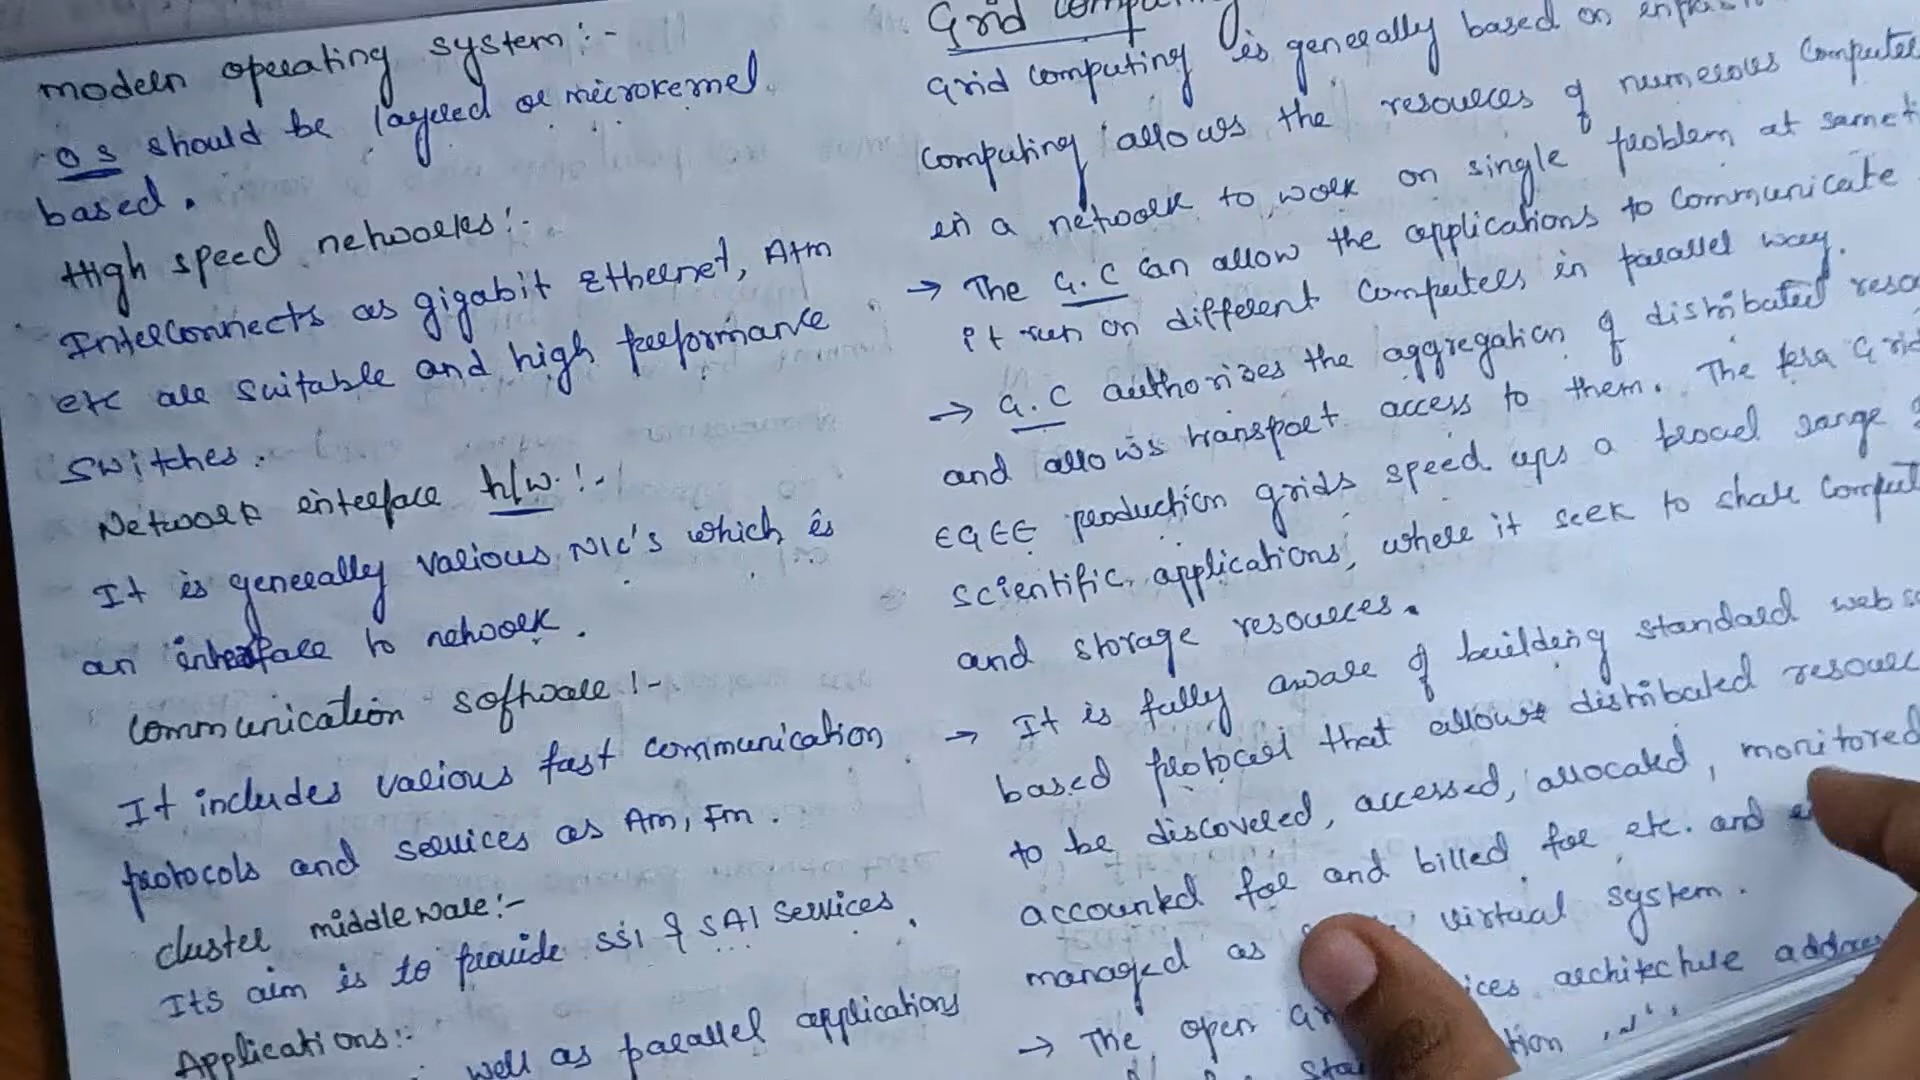 modern operating system:-
OS should be layered or microkernel
based.
High speed networks:-
Interconnects as gigabit Ethernet, Atm
etc are suitable and high performance
switches.
Network interface h/w:-
It is generally various NIC's which is
an interface to network.
Communication software:-
It includes various fast communication
protocols and services as Am, Fm.
cluster middleware:-
Its aim is to provide SSI & SAI services.
Applications:-
well as parallel applications
Grid
Grid computing is generally based on
computing allows the resources of numerous
in a network to work on single problem at
→ The G.C can allow the applications to communicate
it run on different computers in parallel way.
→ G.C authorizes the aggregation of distributed
and allows transport access to them. The
EGEE production grids speed ups a broad range
scientific applications, where it seek to share
and storage resources.
→ It is fully aware of building standard web
based protocol that allows distributed
to be discovered, accessed, allocated, monitored
accounted for and billed for etc. and
managed as virtual system.
→ The open architecture